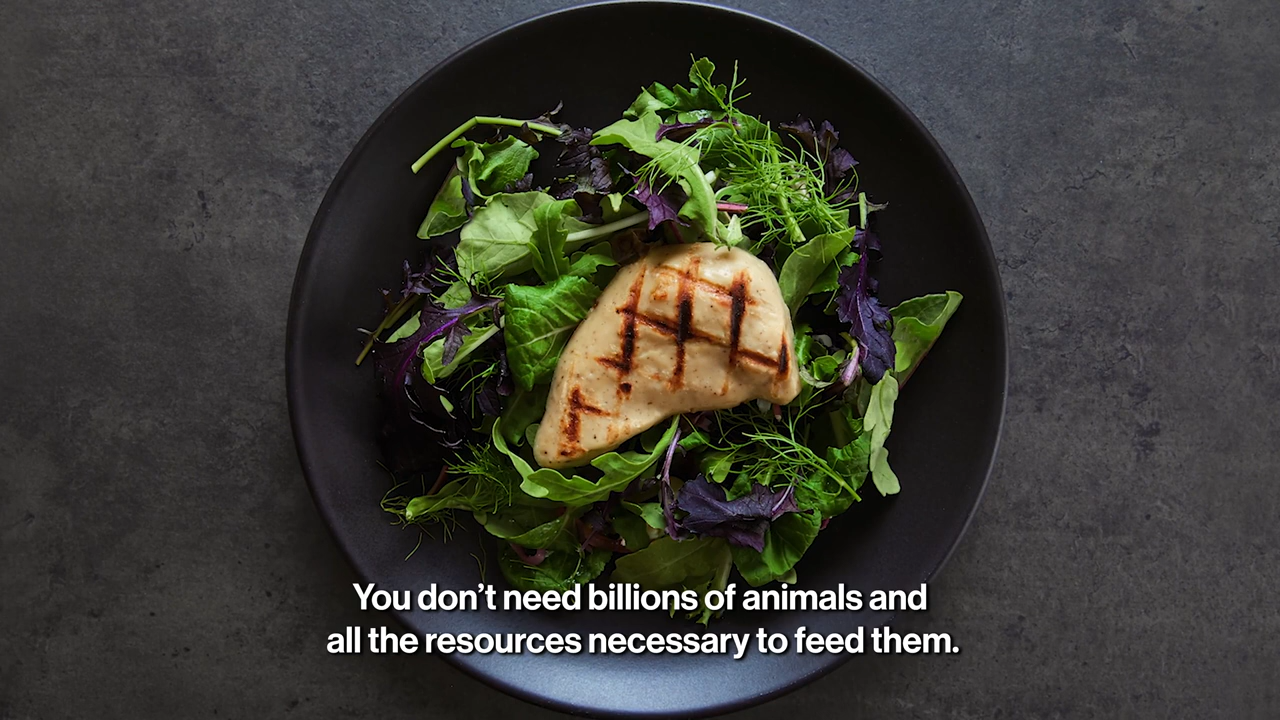 You don’t need billions of animals and
all the resources necessary to feed them.